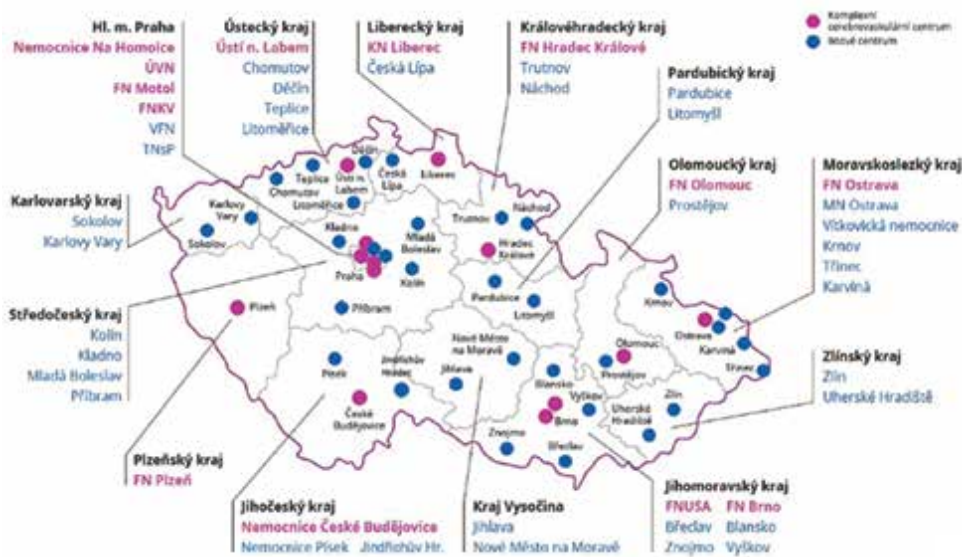 Komplexní
cerebrovaskulární centrum
Iktové centrum
Hl. m. Praha
Nemocnice Na Homolce
ÚVN
FN Motol
FNKV
VFN
TNsP
Ústecký kraj
Ústí n. Labem
Chomutov
Děčín
Teplice
Litoměřice
Liberecký kraj
KN Liberec
Česká Lípa
Královéhradecký kraj
FN Hradec Králové
Trutnov
Náchod
Pardubický kraj
Pardubice
Litomyšl
Olomoucký kraj
FN Olomouc
Prostějov
Moravskoslezký kraj
FN Ostrava
MN Ostrava
Vítkovická nemocnice
Krnov
Třinec
Karviná
Karlovarský kraj
Sokolov
Karlovy Vary
Středočeský kraj
Kolín
Kladno
Mladá Boleslav
Příbram
Zlínský kraj
Zlín
Uherské Hradiště
Plzeňský kraj
FN Plzeň
Jihočeský kraj
Nemocnice České Budějovice
Nemocnice Písek Jindřichův Hr.
Kraj Vysočina
Jihlava
Nové Město na Moravě
Jihomoravský kraj
FNUSA FN Brno
Břeclav Blansko
Znojmo Vyškov
Děčín
Teplice
Ústí n.
Labem
Česká
Lípa
Liberec
Chomutov
Litoměřice
Karlovy
Vary
Sokolov
Kladno
Mladá
Boleslav
Praha
Kolín
Příbram
Plzeň
Trutnov
Náchod
Hradec
Králové
Pardubice
Litomyšl
Krnov
Ostrava
Karviná
Třinec
Olomouc
Prostějov
Nové Město
na Moravě
Jihlava
Písek
Jindřichův
Hradec
České
Budějovice
Blansko
Vyškov
Brno
Znojmo
Břeclav
Uherské
Hradiště
Zlín